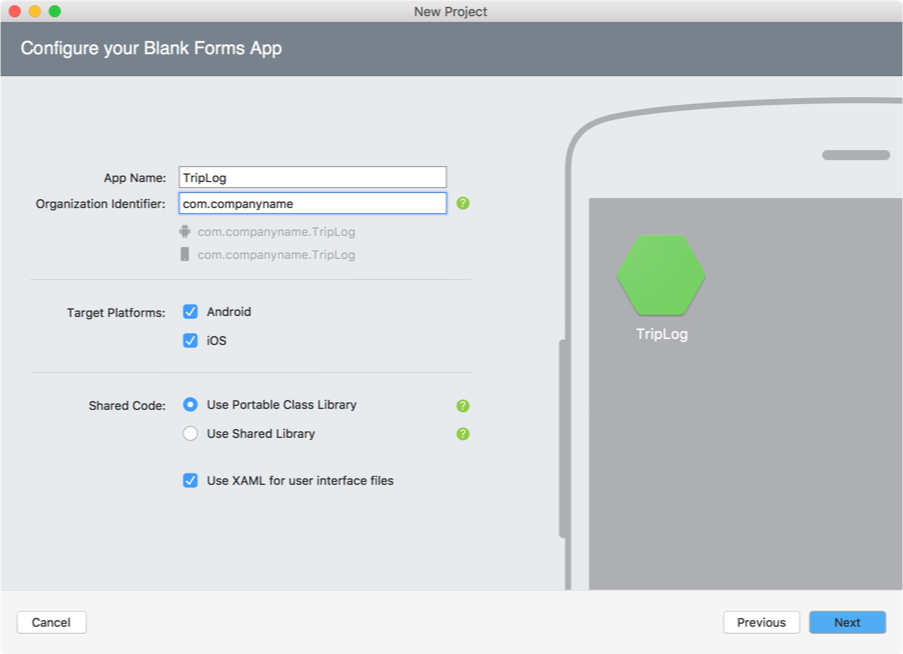 New Project
Configure your Blank Forms App
App Name: TripLog
Organization Identifier: com.companyname ?
com.companyname.TripLog
com.companyname.TripLog
Target Platforms: Android
iOS
Shared Code: Use Portable Class Library ?
Use Shared Library ?
Use XAML for user interface files
TripLog
Cancel Previous Next